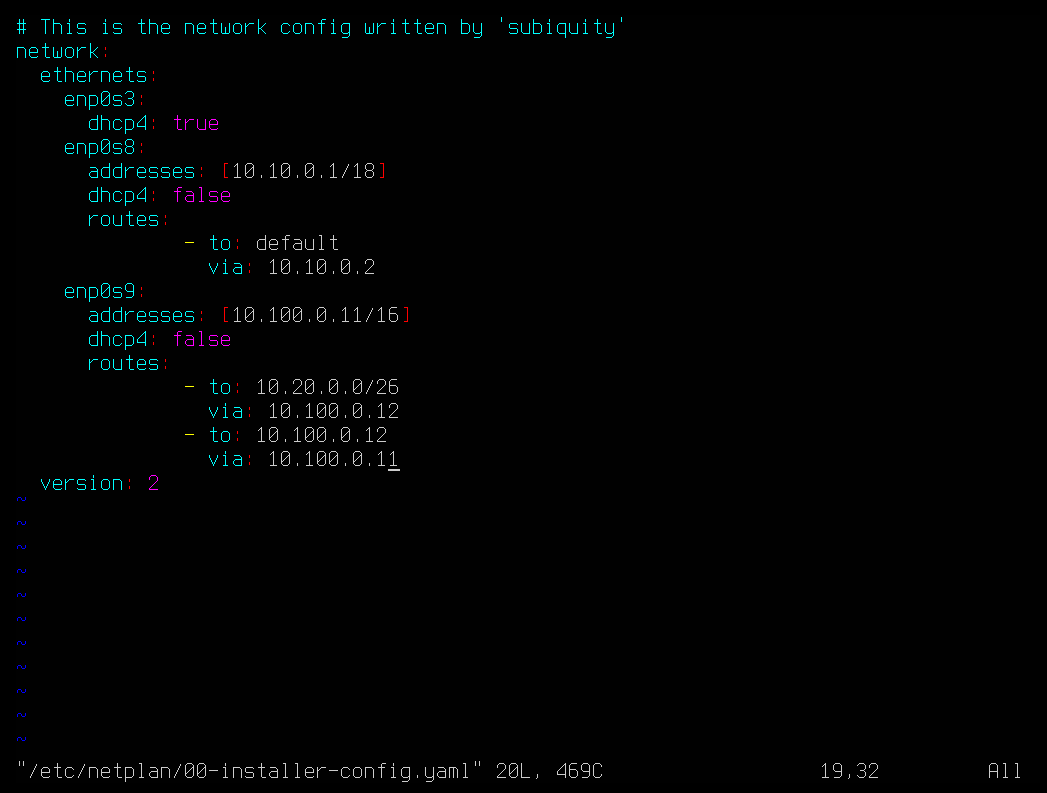 # This is the network config written by 'subiquity'
network:
  ethernets:
    enp0s3:
      dhcp4: true
    enp0s8:
      addresses: [10.10.0.1/18]
      dhcp4: false
      routes:
              - to: default
                via: 10.10.0.2
    enp0s9:
      addresses: [10.100.0.11/16]
      dhcp4: false
      routes:
              - to: 10.20.0.0/26
                via: 10.100.0.12
              - to: 10.100.0.12
                via: 10.100.0.11
  version: 2
~
~
~
~
~
~
~
~
~
~
~
"/etc/netplan/00-installer-config.yaml" 20L, 469C 19,32 All